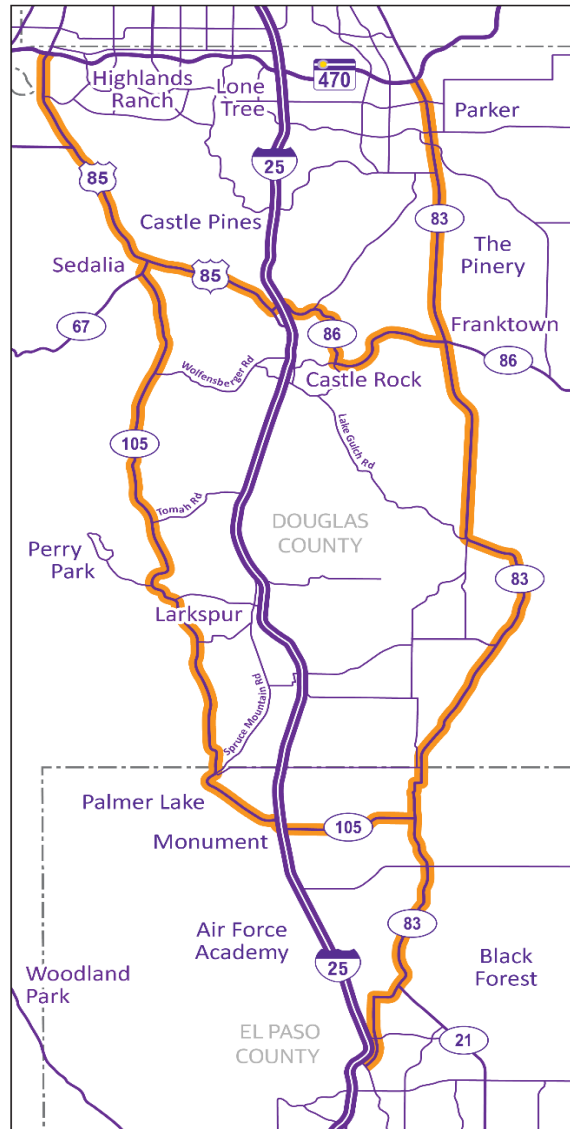 Highlands
Ranch
Lone
Tree
470
Parker
25
85
Castle Pines
83
The
Pinery
Sedalia
85
67
86
Franktown
86
Wolfensberger Rd
Castle Rock
105
Lake Gulch Rd
Tomah Rd
DOUGLAS
COUNTY
Perry
Park
83
Larkspur
Spruce Mountain Rd
Palmer Lake
105
Monument
83
Air Force
Academy
25
Black
Forest
Woodland
Park
EL PASO
COUNTY
21